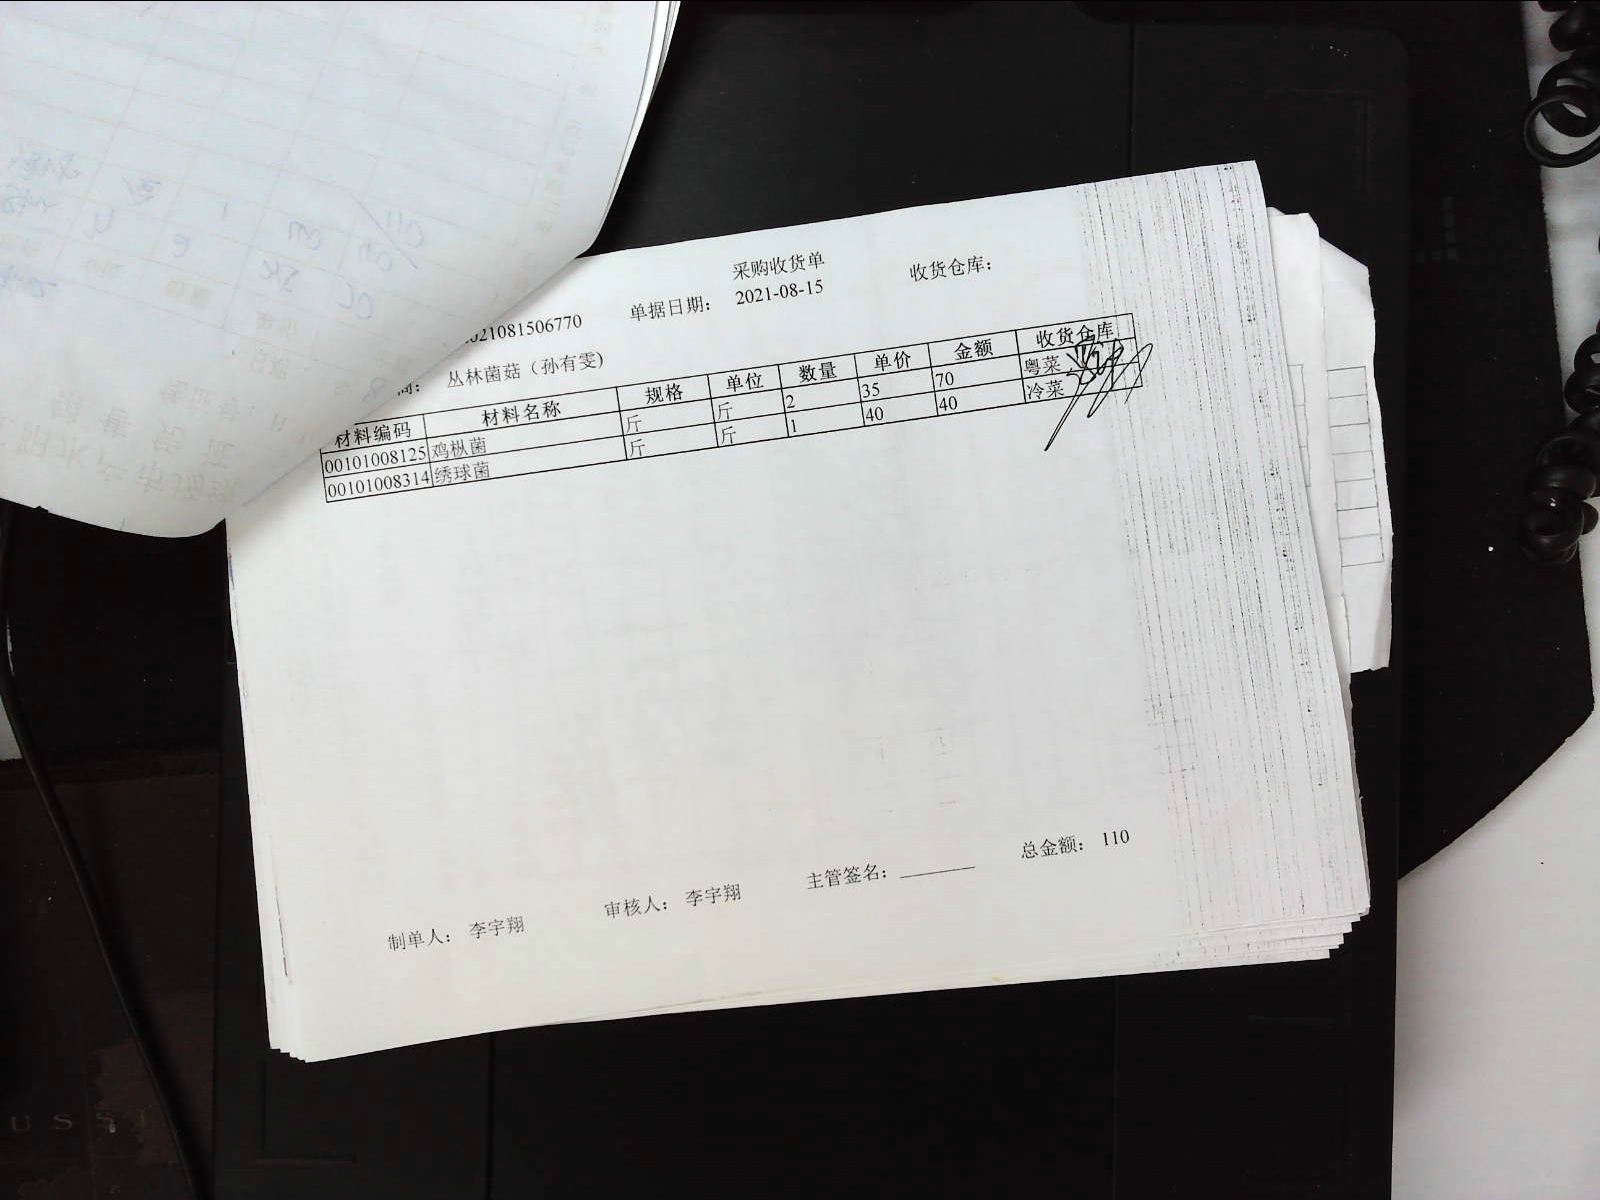 采购收货单
收货仓库：
单据日期： 2021-08-15
021081506770
丛林菌菇（孙有雯)
材料编码 材料名称 规格 单位 数量 单价 金额 收货仓库
00101008125 鸡枞菌 斤 斤 2 35 70 粤菜
00101008314 绣球菌 斤 斤 1 40 40 冷菜
总金额： 110
制单人： 李宇翔 审核人： 李宇翔 主管签名：